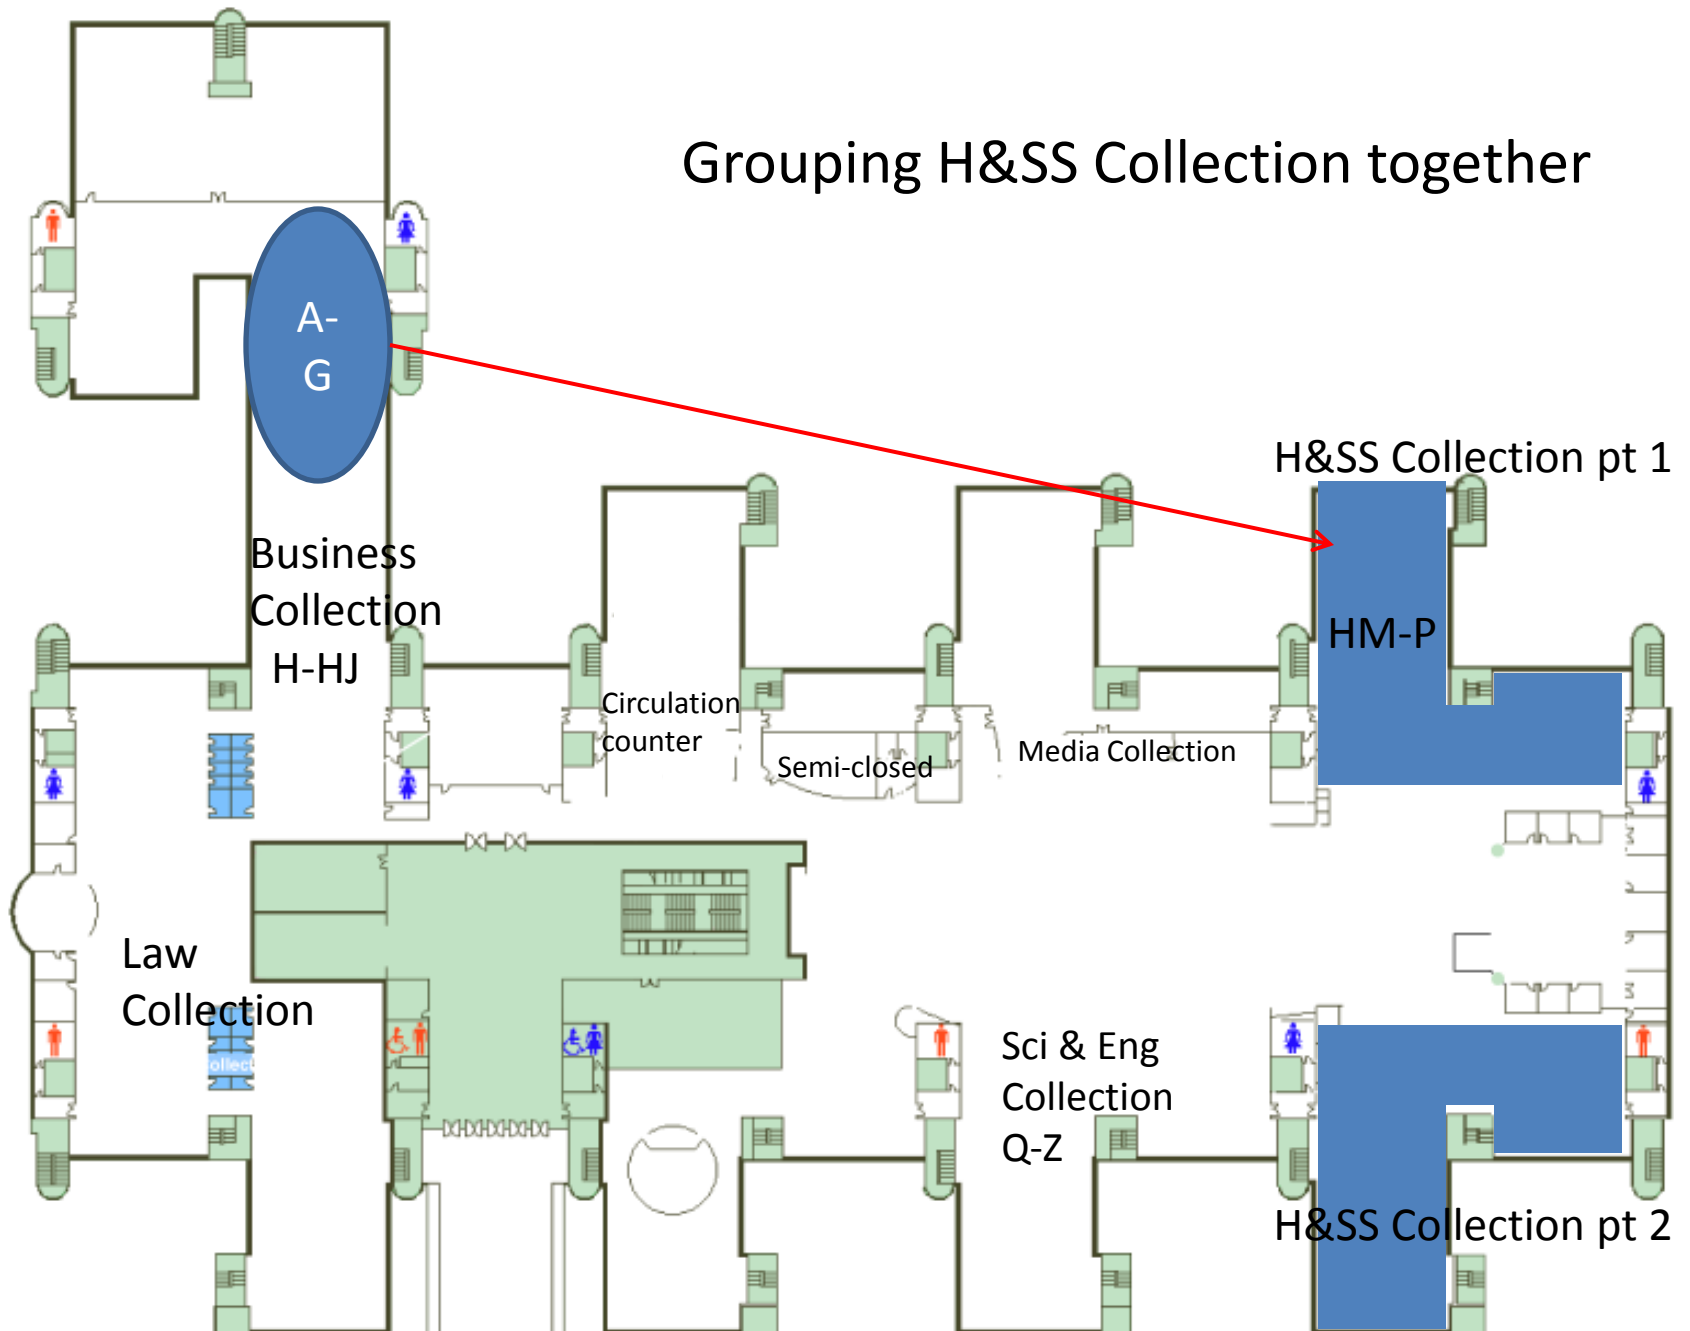 Grouping H&SS Collection together
A-
G
H&SS Collection pt 1
Business
Collection
H-HJ
HM-P
Circulation
counter
Semi-closed
Media Collection
Law
Collection
Sci & Eng
Collection
Q-Z
H&SS Collection pt 2